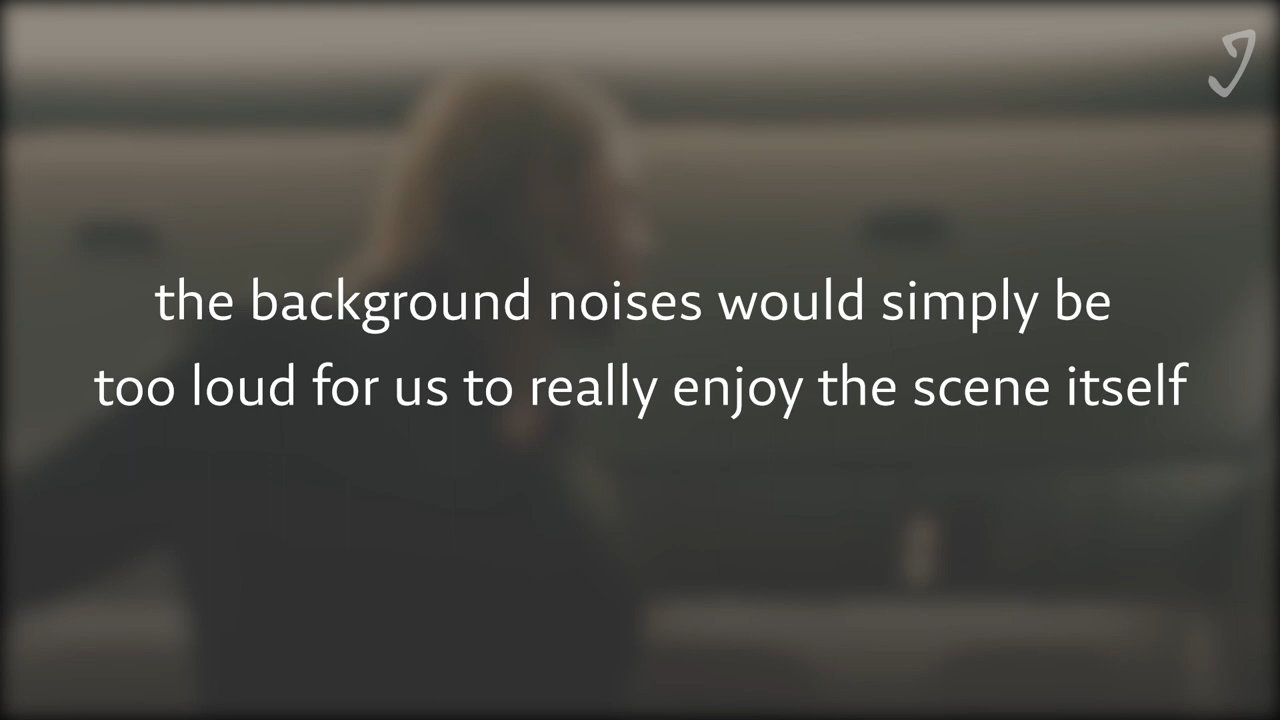 the background noises would simply be
too loud for us to really enjoy the scene itself